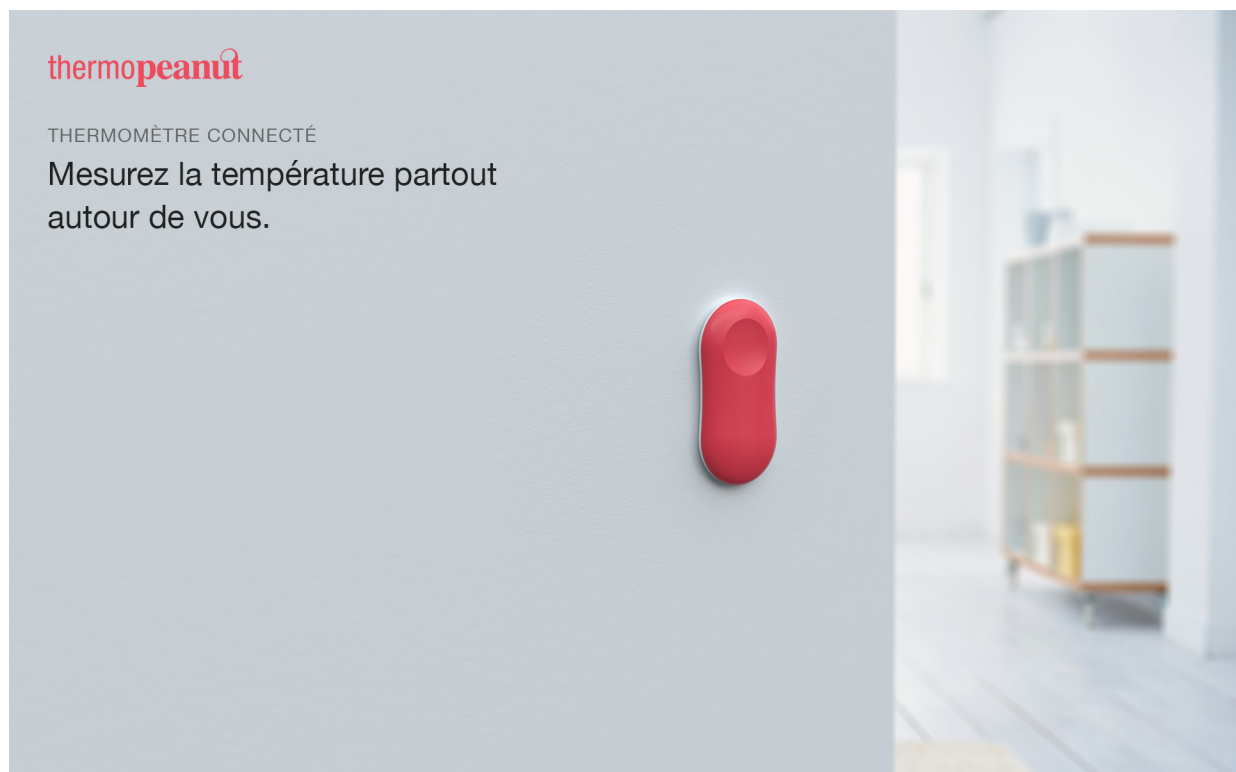 thermopeanut
THERMOMÈTRE CONNECTÉ
Mesurez la température partout
autour de vous.